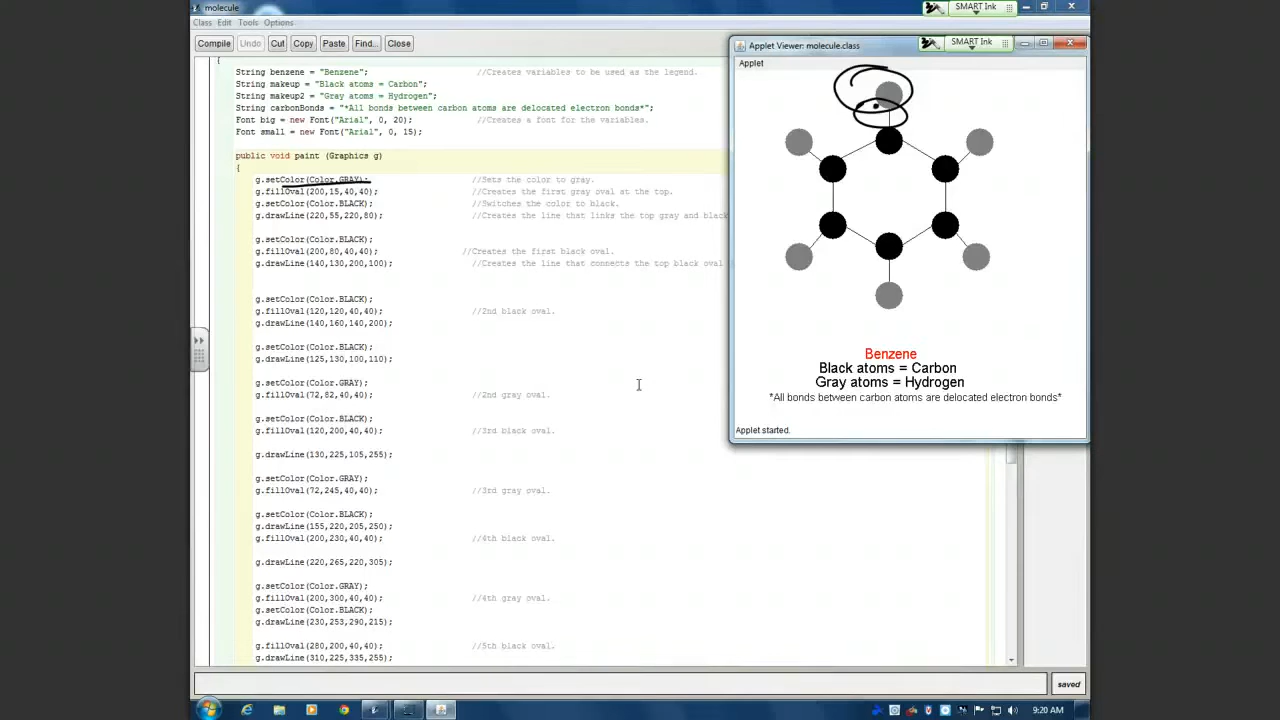 molecule
SMART Ink
Class Edit Tools Options
Compile Undo Cut Copy Paste Find... Close
{
String benzene = "Benzene"; //Creates variables to be used as the legend.
String makeup = "Black atoms = Carbon";
String makeup2 = "Gray atoms = Hydrogen";
String carbonBonds = "*All bonds between carbon atoms are delocated electron bonds*";
Font big = new Font("Arial", 0, 20); //Creates a font for the variables.
Font small = new Font("Arial", 0, 15);
public void paint (Graphics g)
{
g.setColor(Color.GRAY); //Sets the color to gray.
g.fillOval(200,15,40,40); //Creates the first gray oval at the top.
g.setColor(Color.BLACK); //Switches the color to black.
g.drawLine(220,55,220,80); //Creates the line that links the top gray and black
g.setColor(Color.BLACK);
g.fillOval(200,80,40,40); //Creates the first black oval.
g.drawLine(140,130,200,100); //Creates the line that connects the top black oval
g.setColor(Color.BLACK);
g.fillOval(120,120,40,40); //2nd black oval.
g.drawLine(140,160,140,200);
g.setColor(Color.BLACK);
g.drawLine(125,130,100,110);
g.setColor(Color.GRAY);
g.fillOval(72,82,40,40); //2nd gray oval.
g.setColor(Color.BLACK);
g.fillOval(120,200,40,40); //3rd black oval.
g.drawLine(130,225,105,255);
g.setColor(Color.GRAY);
g.fillOval(72,245,40,40); //3rd gray oval.
g.setColor(Color.BLACK);
g.drawLine(155,220,205,250);
g.fillOval(200,230,40,40); //4th black oval.
g.drawLine(220,265,220,305);
g.setColor(Color.GRAY);
g.fillOval(200,300,40,40); //4th gray oval.
g.setColor(Color.BLACK);
g.drawLine(230,253,290,215);
g.fillOval(280,200,40,40); //5th black oval.
g.drawLine(310,225,335,255);
Applet Viewer: molecule.class
SMART Ink
Applet
Benzene
Black atoms = Carbon
Gray atoms = Hydrogen
*All bonds between carbon atoms are delocated electron bonds*
Applet started.
saved
9:20 AM